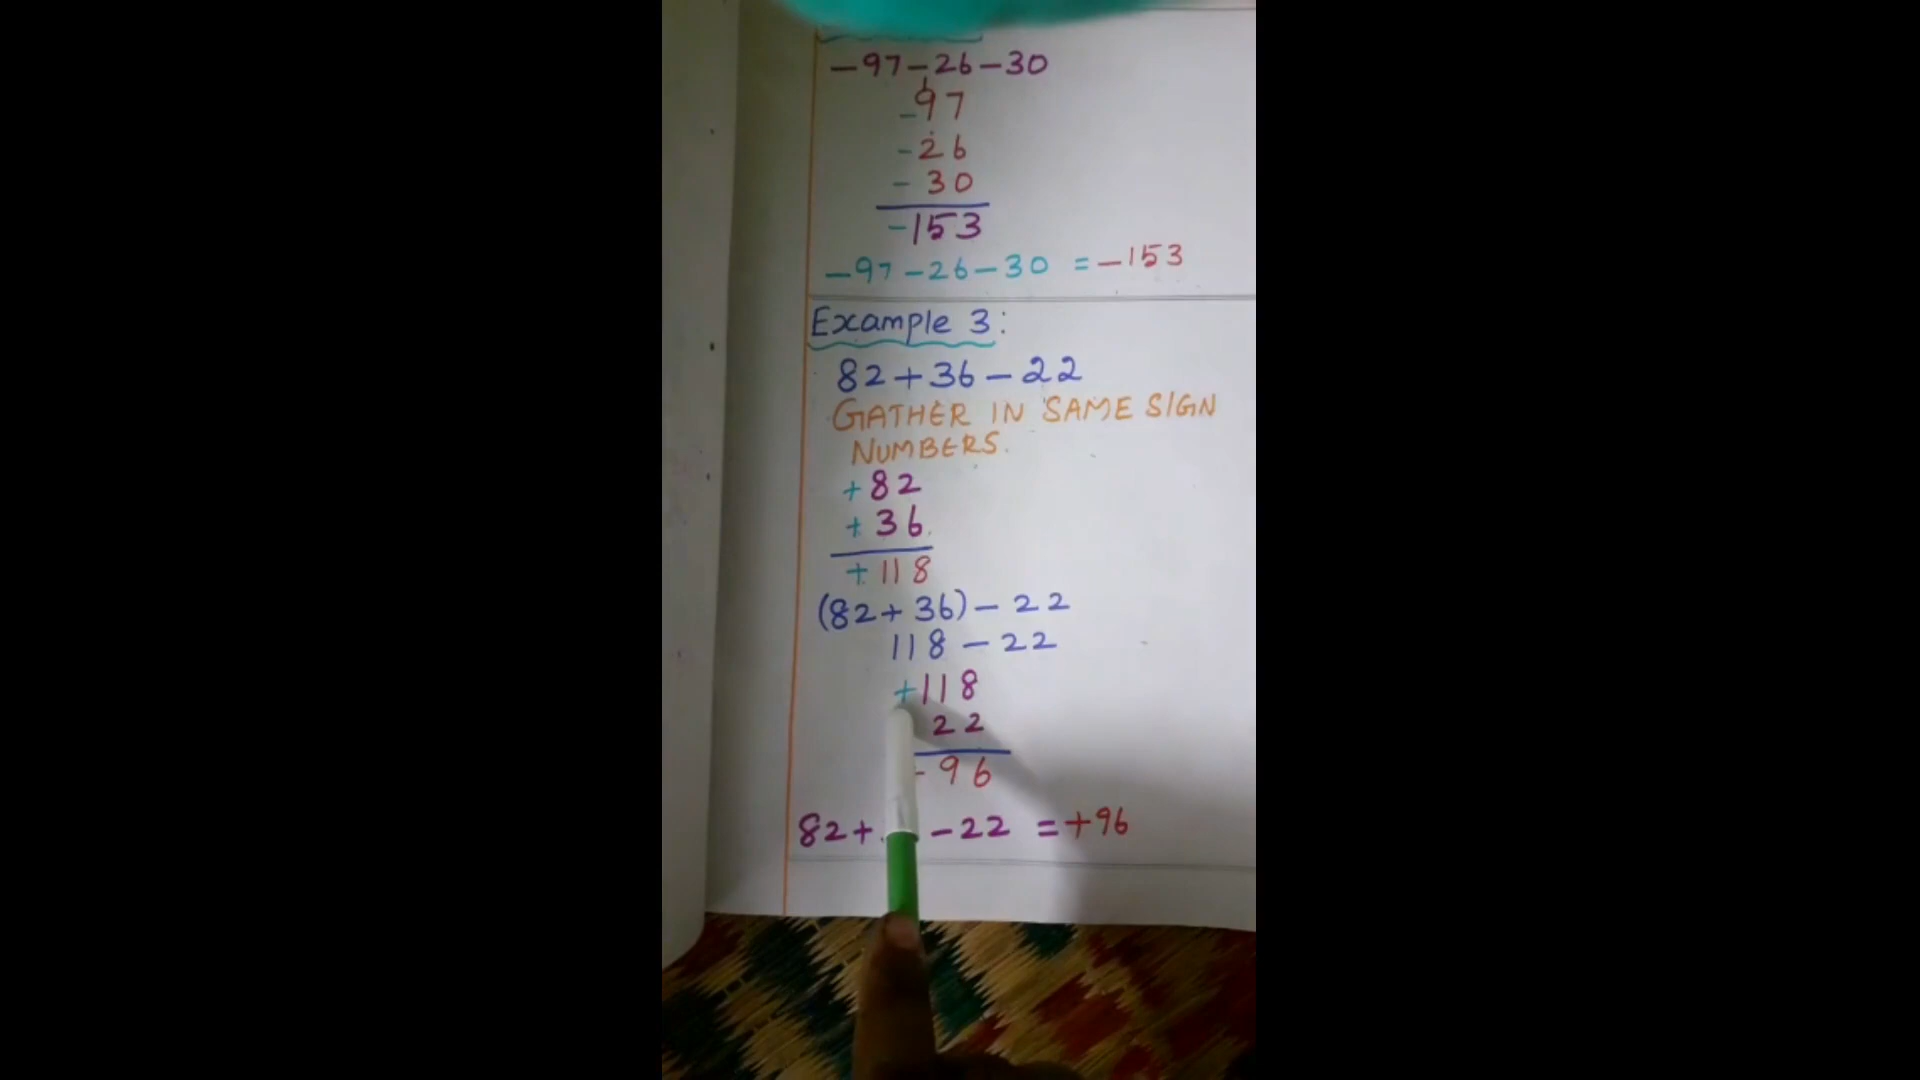 -97-26-30
-97
-26
-30
-153
-97-26-30 = -153
Example 3:
82+36-22
GATHER IN SAME SIGN
NUMBERS.
+82
+36
+118
(82+36)-22
118-22
+118
22
-96
82+ -22 = +96